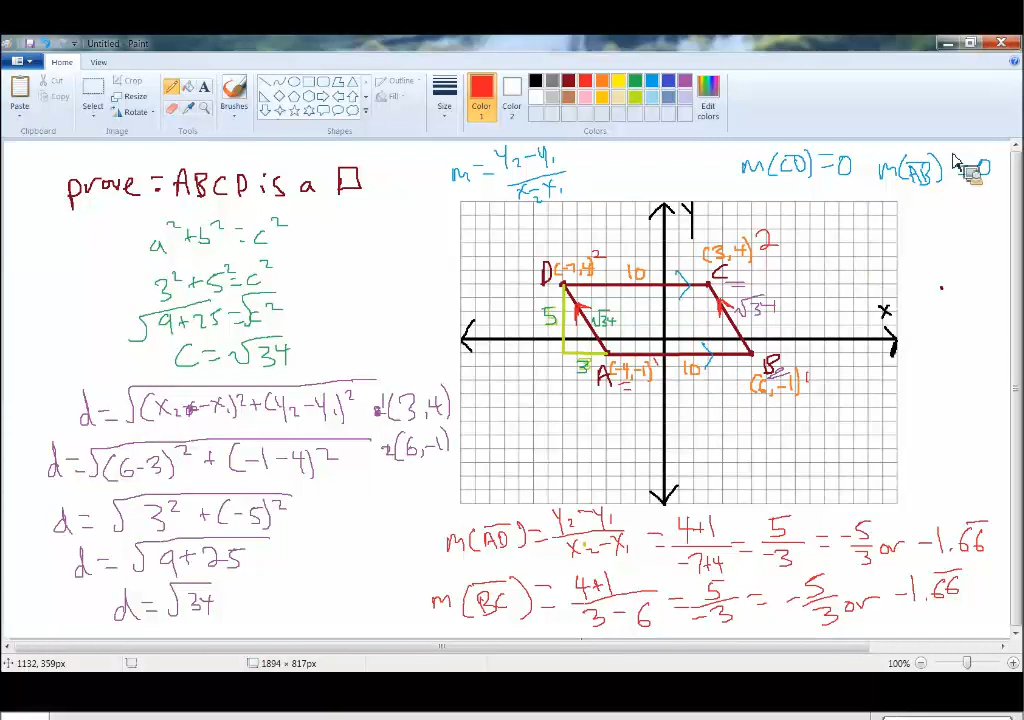 Untitled - Paint
Home
View
Paste
Cut
Copy
Clipboard
Select
Crop
Resize
Rotate
Image
Tools
Brushes
Shapes
Outline
Fill
Size
Color 1
Color 2
Edit colors
Colors
prove = ABCD is a □
a² + b² = c²
3² + 5² = c²
√9+25 = √c²
C = √34
d = √(x₂ - x₁)² + (y₂ - y₁)²
1(3, 4)
2(6, -1)
d = √(6-3)² + (-1-4)²
d = √3² + (-5)²
d = √9+25
d = √34
m = y₂-y₁/x₂-x₁
m(CD) = 0
m(AB) = 0
Y
X
D (-7,4)²
10
(3, 4) 2
C
5
√34
√34
3
A (-4,-1)¹
10
B
(6, -1) 1
m(AD) = y₂-y₁/x₂-x₁ = 4+1/-7+4 = 5/-3 = -5/3 or -1.66
m(BC) = 4+1/3-6 = 5/-3 = -5/3 or -1.66
1132, 359px
1894 × 817px
100%